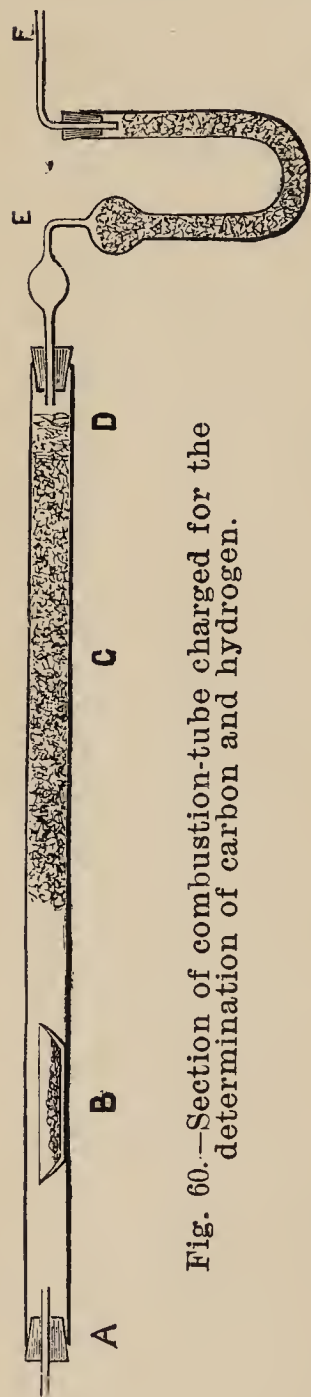 A
B
C
D
E
F
Fig. 60.—Section of combustion-tube charged for the
determination of carbon and hydrogen.